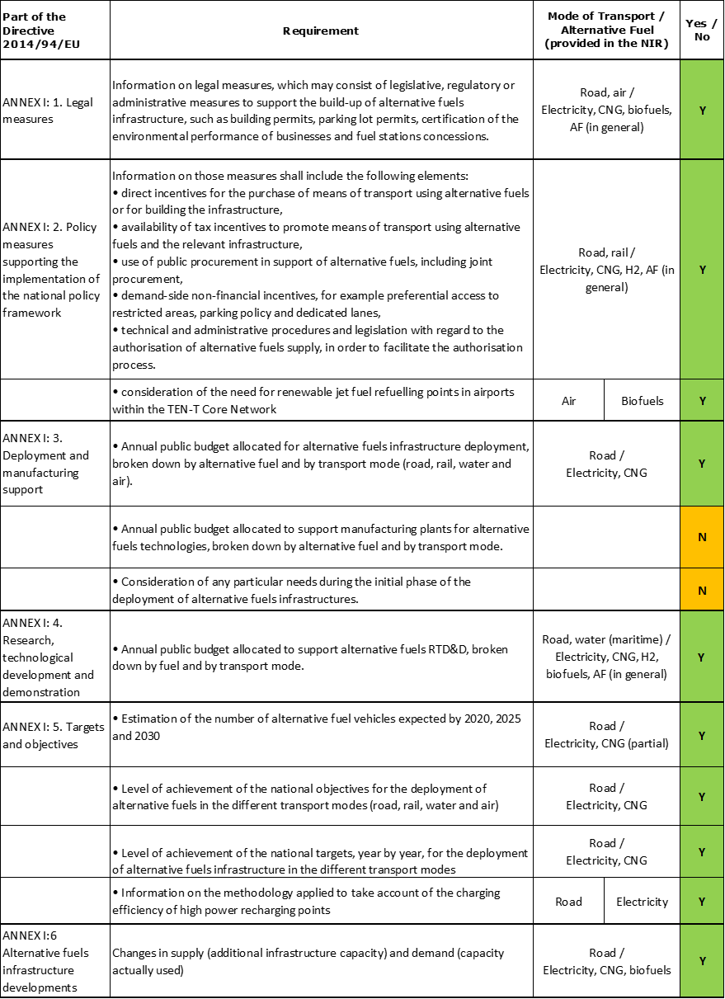 Part of the
Directive
2014/94/EU
Requirement
Mode of Transport /
Alternative Fuel
(provided in the NIR)
Yes /
No
ANNEX I: 1. Legal
measures
Information on legal measures, which may consist of legislative, regulatory or
administrative measures to support the build-up of alternative fuels
infrastructure, such as building permits, parking lot permits, certification of the
environmental performance of businesses and fuel stations concessions.
Road, air /
Electricity, CNG, biofuels,
AF (in general)
Y
ANNEX I: 2. Policy
measures
supporting the
implementation of
the national policy
framework
Information on those measures shall include the following elements:
• direct incentives for the purchase of means of transport using alternative fuels
or for building the infrastructure,
• availability of tax incentives to promote means of transport using alternative
fuels and the relevant infrastructure,
• use of public procurement in support of alternative fuels, including joint
procurement,
• demand-side non-financial incentives, for example preferential access to
restricted areas, parking policy and dedicated lanes,
• technical and administrative procedures and legislation with regard to the
authorisation of alternative fuels supply, in order to facilitate the authorisation
process.
Road, rail /
Electricity, CNG, H2, AF (in
general)
Y
• consideration of the need for renewable jet fuel refuelling points in airports
within the TEN-T Core Network
Air
Biofuels
Y
ANNEX I: 3.
Deployment and
manufacturing
support
• Annual public budget allocated for alternative fuels infrastructure deployment,
broken down by alternative fuel and by transport mode (road, rail, water and
air).
Road /
Electricity, CNG
Y
• Annual public budget allocated to support manufacturing plants for alternative
fuels technologies, broken down by alternative fuel and by transport mode.
N
• Consideration of any particular needs during the initial phase of the
deployment of alternative fuels infrastructures.
N
ANNEX I: 4.
Research,
technological
development and
demonstration
• Annual public budget allocated to support alternative fuels RTD&D, broken
down by fuel and by transport mode.
Road, water (maritime) /
Electricity, CNG, H2,
biofuels, AF (in general)
Y
ANNEX I: 5. Targets
and objectives
• Estimation of the number of alternative fuel vehicles expected by 2020, 2025
and 2030
Road /
Electricity, CNG (partial)
Y
• Level of achievement of the national objectives for the deployment of
alternative fuels in the different transport modes (road, rail, water and air)
Road /
Electricity, CNG
Y
• Level of achievement of the national targets, year by year, for the deployment
of alternative fuels infrastructure in the different transport modes
Road /
Electricity, CNG
Y
• Information on the methodology applied to take account of the charging
efficiency of high power recharging points
Road
Electricity
Y
ANNEX I:6
Alternative fuels
infrastructure
developments
Changes in supply (additional infrastructure capacity) and demand (capacity
actually used)
Road /
Electricity, CNG, biofuels
Y